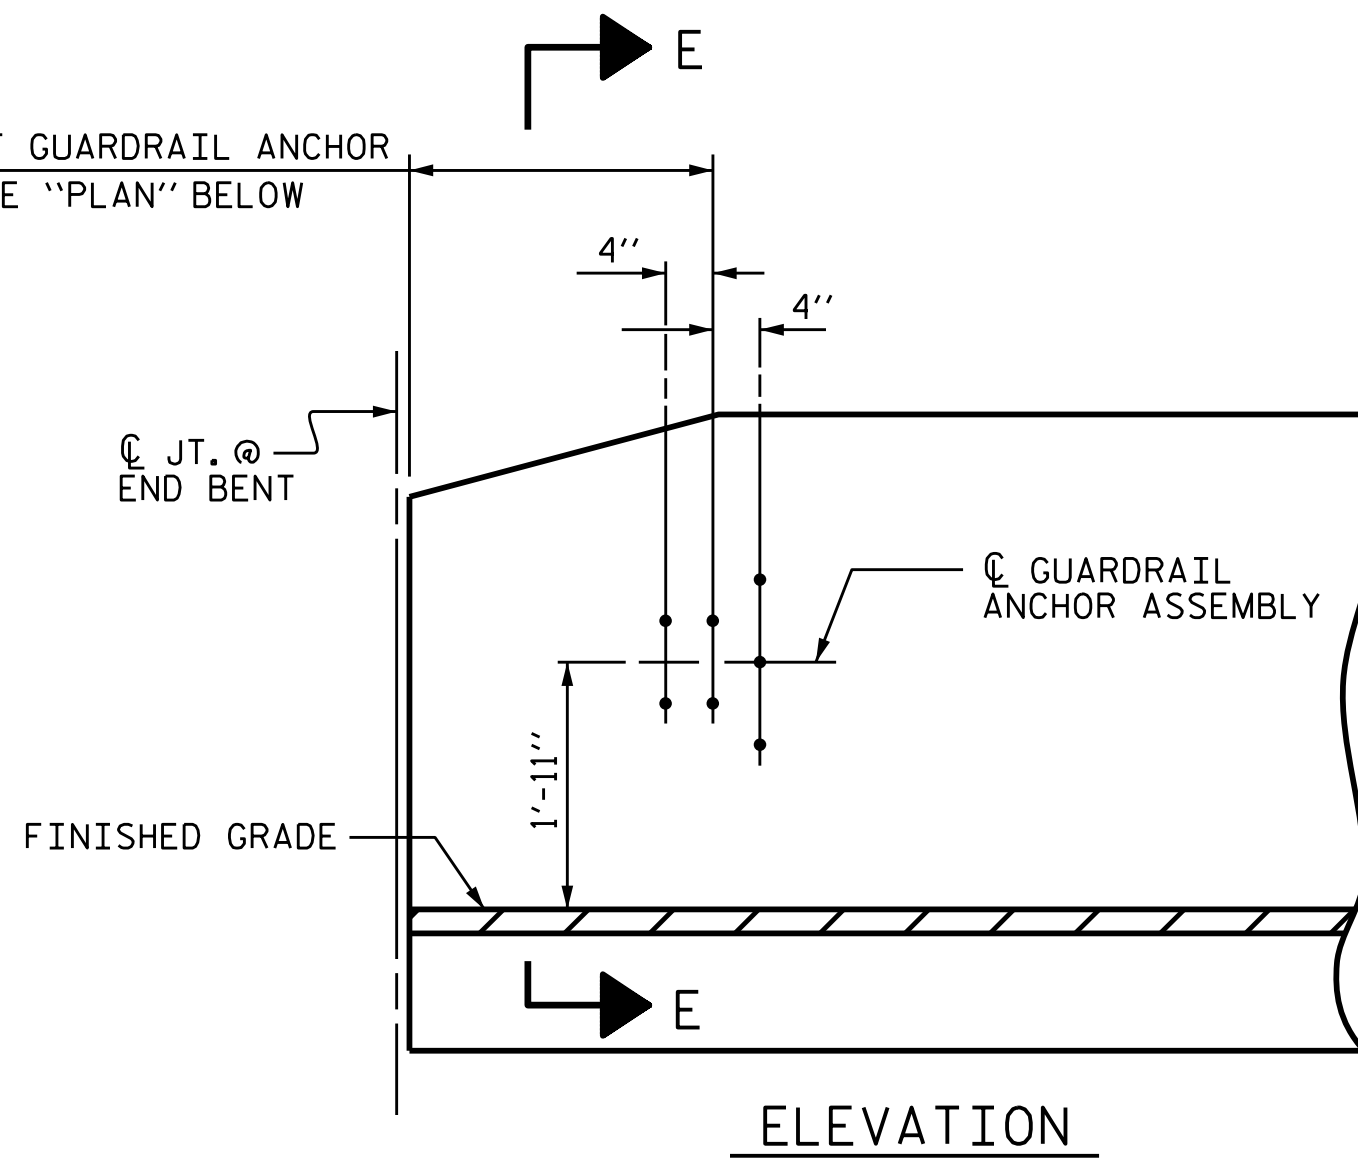 E
GUARDRAIL ANCHOR
"PLAN" BELOW
4"
4"
℄ JT. @
END BENT
℄ GUARDRAIL
ANCHOR ASSEMBLY
1'-11"
FINISHED GRADE
E
ELEVATION